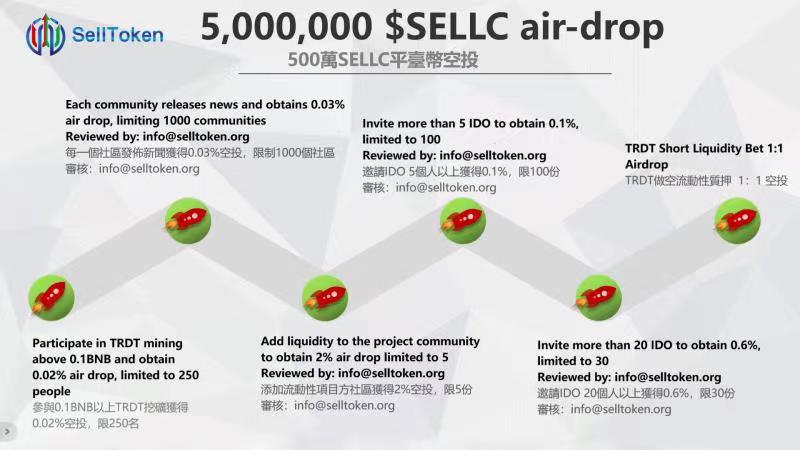 SellToken
5,000,000 $SELLC air-drop
500萬SELLC平臺幣空投
Each community releases news and obtains 0.03%
air drop, limiting 1000 communities
Reviewed by: info@selltoken.org
每一個社區發佈新聞獲得0.03%空投，限制1000個社區
審核：info@selltoken.org
Invite more than 5 IDO to obtain 0.1%,
limited to 100
Reviewed by: info@selltoken.org
邀請IDO 5個人以上獲得0.1%，限100份
審核：info@selltoken.org
TRDT Short Liquidity Bet 1:1
Airdrop
TRDT做空流動性質押 1：1 空投
Participate in TRDT mining
above 0.1BNB and obtain
0.02% air drop, limited to 250
people
參與0.1BNB以上TRDT挖礦獲得
0.02%空投，限250名
Add liquidity to the project community
to obtain 2% air drop limited to 5
Reviewed by: info@selltoken.org
添加流動性項目方社區獲得2%空投，限5份
審核：info@selltoken.org
Invite more than 20 IDO to obtain 0.6%,
limited to 30
Reviewed by: info@selltoken.org
邀請IDO 20個人以上獲得0.6%，限30份
審核：info@selltoken.org